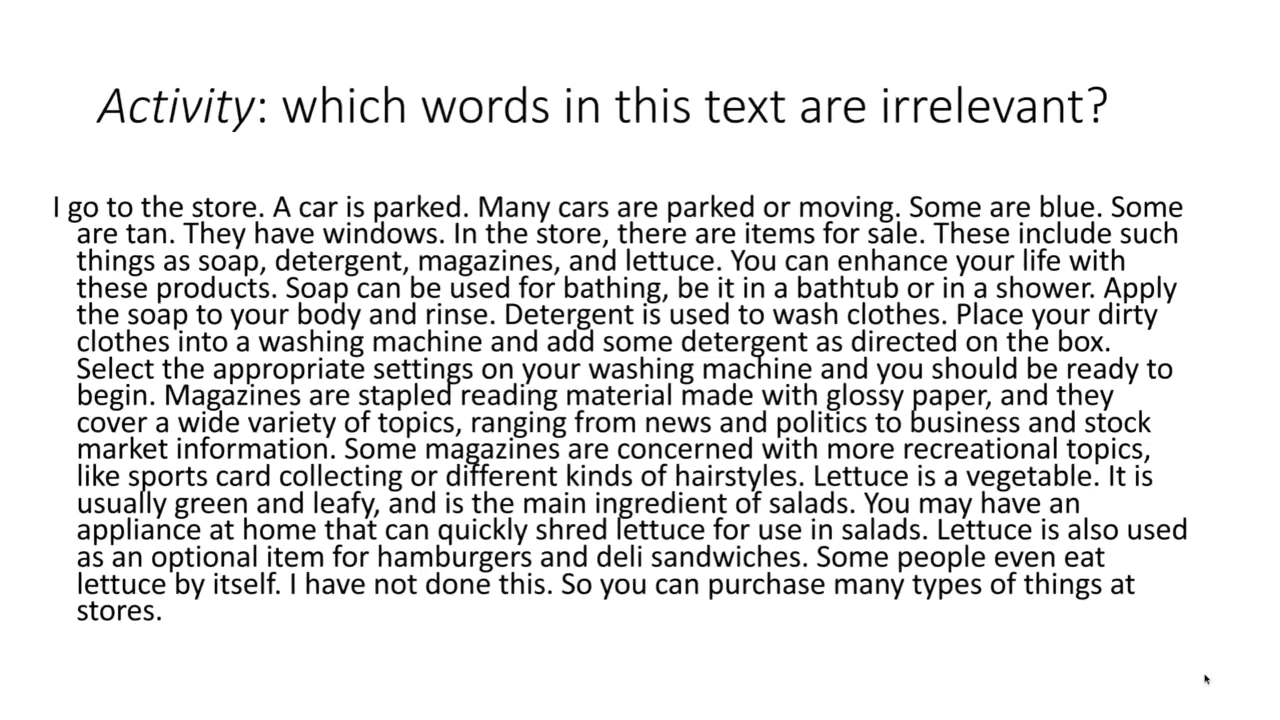 Activity: which words in this text are irrelevant?
I go to the store. A car is parked. Many cars are parked or moving. Some are blue. Some
are tan. They have windows. In the store, there are items for sale. These include such
things as soap, detergent, magazines, and lettuce. You can enhance your life with
these products. Soap can be used for bathing, be it in a bathtub or in a shower. Apply
the soap to your body and rinse. Detergent is used to wash clothes. Place your dirty
clothes into a washing machine and add some detergent as directed on the box.
Select the appropriate settings on your washing machine and you should be ready to
begin. Magazines are stapled reading material made with glossy paper, and they
cover a wide variety of topics, ranging from news and politics to business and stock
market information. Some magazines are concerned with more recreational topics,
like sports card collecting or different kinds of hairstyles. Lettuce is a vegetable. It is
usually green and leafy, and is the main ingredient of salads. You may have an
appliance at home that can quickly shred lettuce for use in salads. Lettuce is also used
as an optional item for hamburgers and deli sandwiches. Some people even eat
lettuce by itself. I have not done this. So you can purchase many types of things at
stores.